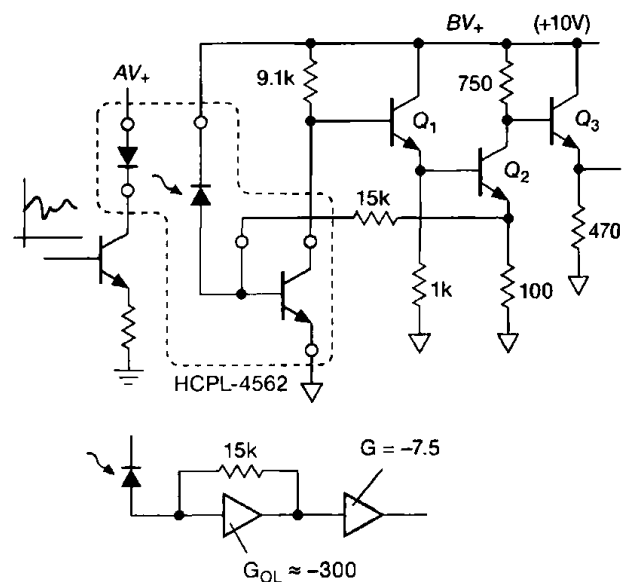 BV+ (+10V)
AV+
9.1k
750
Q1
Q3
Q2
15k
470
1k
100
HCPL-4562
15k
G = –7.5
GOL ≈ –300